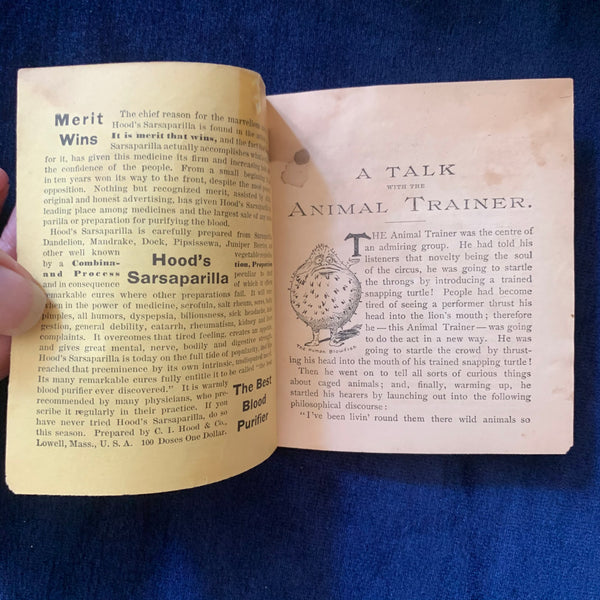 Merit Wins
The chief reason for the marvellous
Hood's Sarsaparilla is found in the
It is merit that wins, and the fact
Sarsaparilla actually accomplishes what
for it, has given this medicine its firm and increasing
the confidence of the people. From a small beginning
in ten years won its way to the front, despite the most
opposition. Nothing but recognized merit, assisted by
original and honest advertising, has given Hood's
leading place among medicines and the largest sale of any
parilla or preparation for purifying the blood.
Hood's Sarsaparilla is carefully prepared from
Dandelion, Mandrake, Dock, Pipsissewa, Juniper Berries,
other well known
by a Combina-
and Process
and in consequence
Hood's Sarsaparilla
vegetable
tion,
peculiar to
of which it
remarkable cures where other preparations fail. It
when in the power of medicine, scrofula, salt rheum, sores, boils,
pimples, all humors, dyspepsia, biliousness, sick headache,
gestion, general debility, catarrh, rheumatism, kidney and
complaints. It overcomes that tired feeling, creates an
and gives great mental, nerve, bodily and digestive
Hood's Sarsaparilla is today on the full tide of popularity,
reached that preeminence by its own intrinsic, undisputed
Its many remarkable cures fully entitle it to be called "the
blood purifier ever discovered." It is warmly
recommended by many physicians, who pre-
scribe it regularly in their practice. If you
have never tried Hood's Sarsaparilla, do so
this season. Prepared by C. I. Hood & Co.,
Lowell, Mass., U. S. A. 100 Doses One Dollar.
The Best
Blood
Purifier
A TALK
WITH THE
ANIMAL TRAINER.
THE Animal Trainer was the centre of
an admiring group. He had told his
listeners that novelty being the soul
of the circus, he was going to startle
the throngs by introducing a trained
snapping turtle! People had become
tired of seeing a performer thrust his
head into the lion's mouth; therefore
he — this Animal Trainer — was going
to do the act in a new way. He was
going to startle the crowd by thrust-
ing his head into the mouth of his trained snapping turtle!
The Human Blowfish
Then he went on to tell all sorts of curious things
about caged animals; and, finally, warming up, he
startled his hearers by launching out into the following
philosophical discourse:
"I've been livin' round them there wild animals so